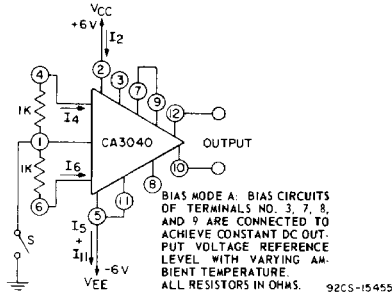 VCC
+6V
I2
4
2
3
7
9
12
1K
I4
1
CA3040
OUTPUT
1K
I6
10
6
8
11
5
S
I5
+
I11
-6V
VEE
BIAS MODE A: BIAS CIRCUITS
OF TERMINALS NO. 3, 7, 8,
AND 9 ARE CONNECTED TO
ACHIEVE CONSTANT DC OUT-
PUT VOLTAGE REFERENCE
LEVEL WITH VARYING AM-
BIENT TEMPERATURE.
ALL RESISTORS IN OHMS.
92CS-15455